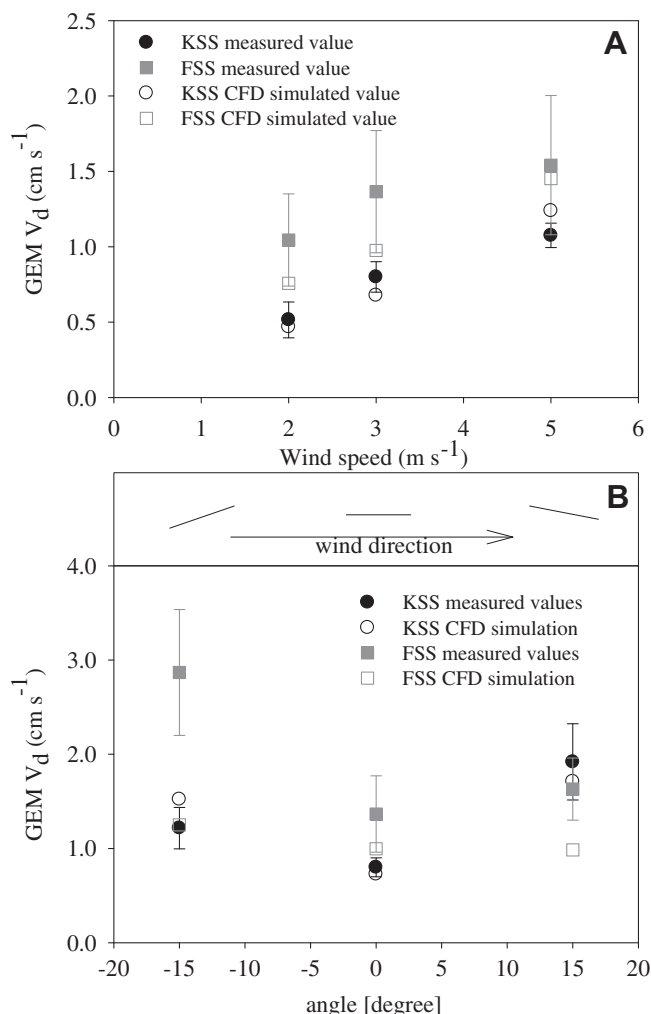 A
KSS measured value
FSS measured value
KSS CFD simulated value
FSS CFD simulated value
GEM Vd (cm s-1)
2.5
2.0
1.5
1.0
0.5
0.0
0 1 2 3 4 5 6
Wind speed (m s-1)
B
wind direction
KSS measured values
KSS CFD simulation
FSS measured values
FSS CFD simulation
GEM Vd (cm s-1)
4.0
3.0
2.0
1.0
0.0
-20 -15 -10 -5 0 5 10 15 20
angle [degree]